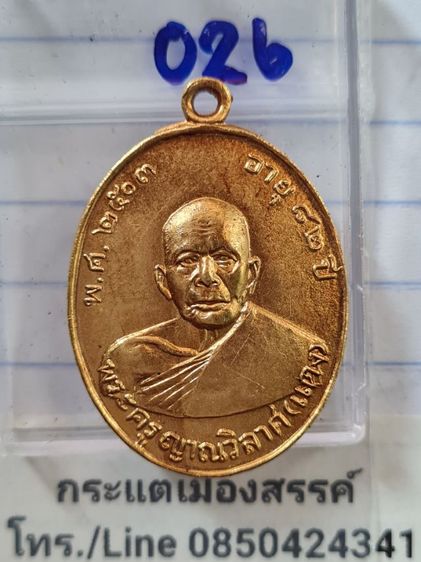 026
พ.ศ. ๒๕๐๓ อายุ ๘๒ ปี
พระครูญาณวิลาศ(แดง)
กระแตเมืองสรรค์
โทร./Line 0850424341